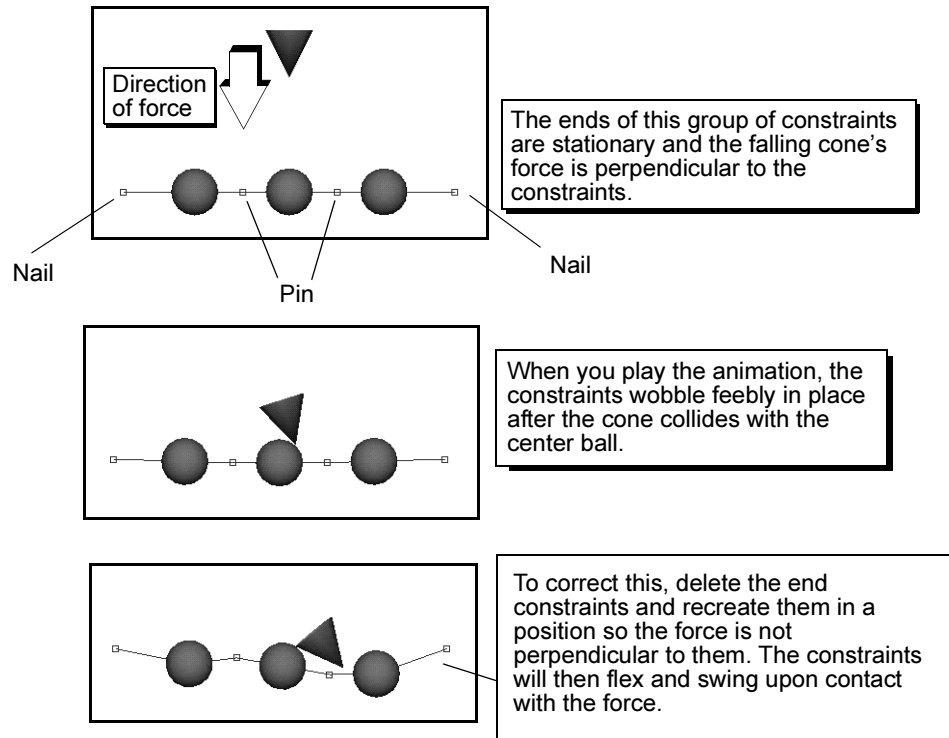 Direction
of force
The ends of this group of constraints
are stationary and the falling cone's
force is perpendicular to the
constraints.
Nail
Pin
Nail
When you play the animation, the
constraints wobble feebly in place
after the cone collides with the
center ball.
To correct this, delete the end
constraints and recreate them in a
position so the force is not
perpendicular to them. The constraints
will then flex and swing upon contact
with the force.